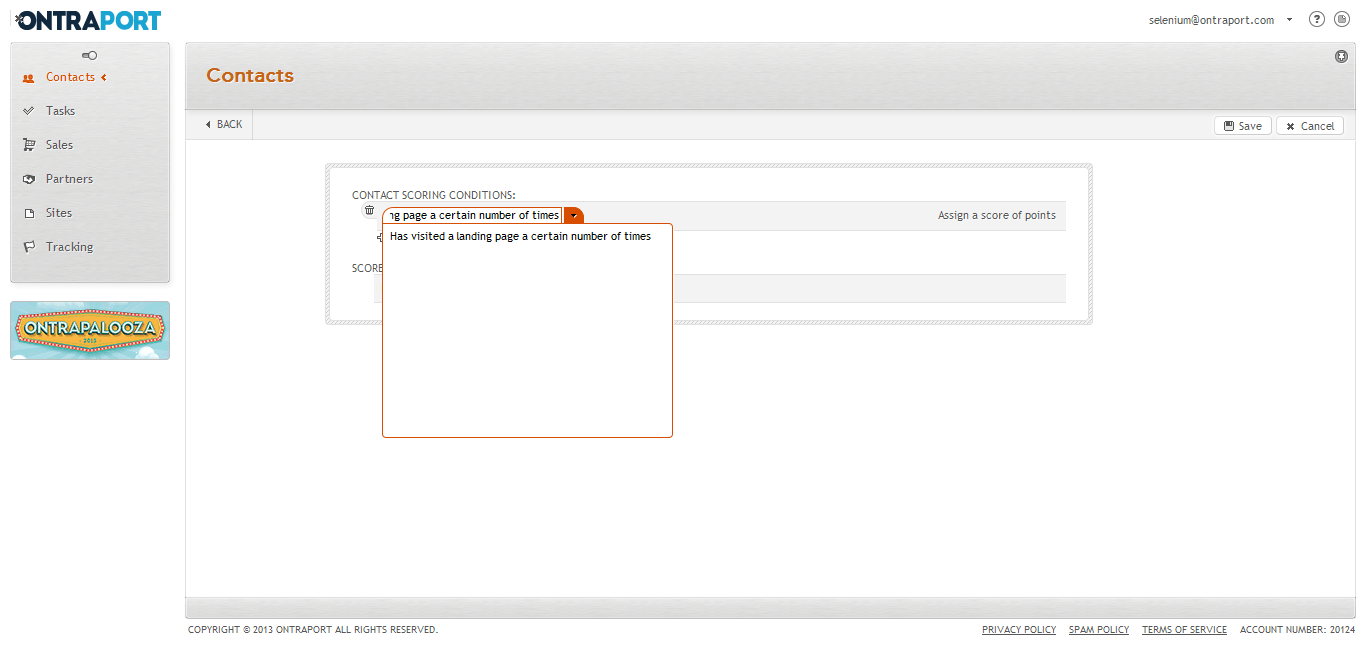 ONTRAPORT
selenium@ontraport.com
?
Contacts
Tasks
Sales
Partners
Sites
Tracking
ONTRAPALOOZA
2013
Contacts
BACK
Save
Cancel
CONTACT SCORING CONDITIONS:
ng page a certain number of times
Assign a score of points
Has visited a landing page a certain number of times
SCORE
COPYRIGHT © 2013 ONTRAPORT ALL RIGHTS RESERVED.
PRIVACY POLICY SPAM POLICY TERMS OF SERVICE ACCOUNT NUMBER: 20124